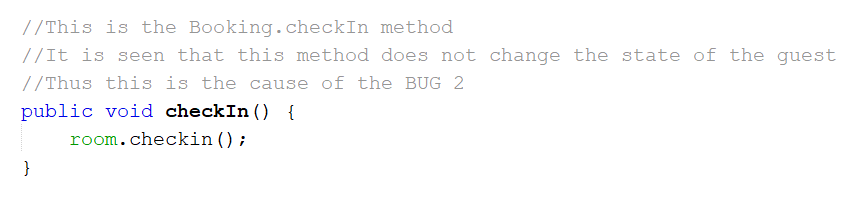 //This is the Booking.checkIn method
//It is seen that this method does not change the state of the guest
//Thus this is the cause of the BUG 2
public void checkIn() {
    room.checkin();
}